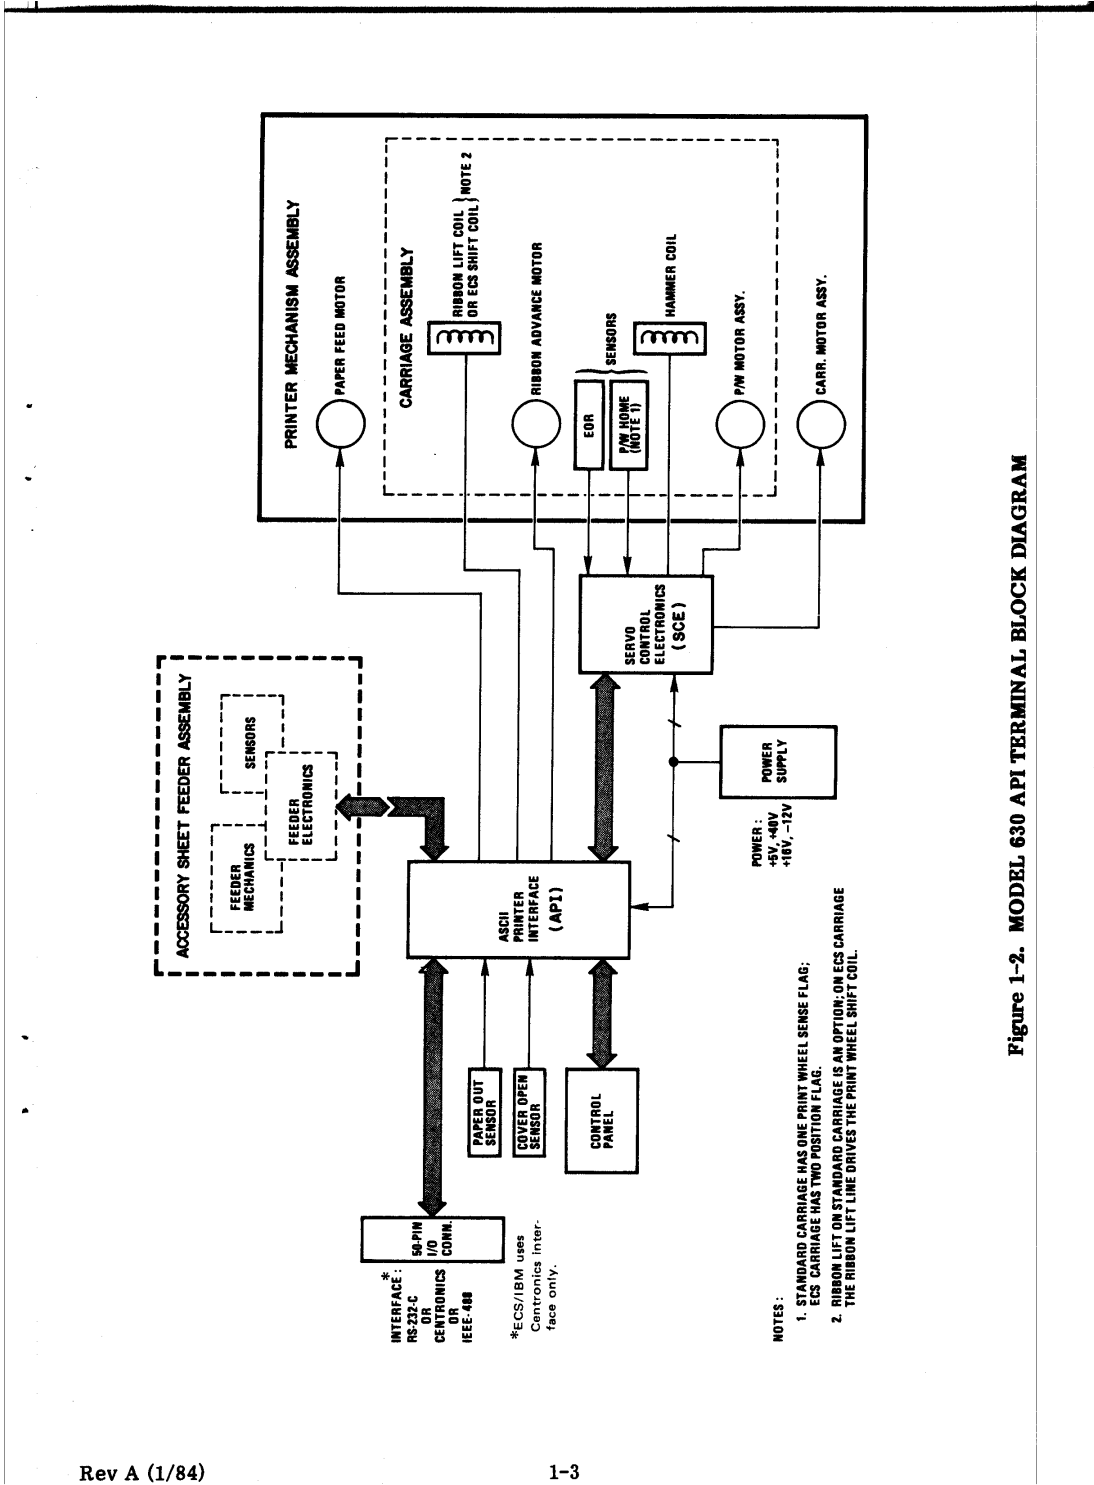 PRINTER MECHANISM ASSEMBLY
PAPER FEED MOTOR
CARRIAGE ASSEMBLY
RIBBON LIFT COIL
OR ECS SHIFT COIL
NOTE 2
RIBBON ADVANCE MOTOR
SENSORS
EOR
P/W HOME
(NOTE 1)
HAMMER COIL
P/W MOTOR ASSY.
CARR. MOTOR ASSY.
ACCESSORY SHEET FEEDER ASSEMBLY
SENSORS
FEEDER
MECHANICS
FEEDER
ELECTRONICS
SERVO
CONTROL
ELECTRONICS
(SCE)
POWER
SUPPLY
POWER:
+5V, +40V
+16V, -12V
ASCII
PRINTER
INTERFACE
(API)
PAPER OUT
SENSOR
COVER OPEN
SENSOR
CONTROL
PANEL
50-PIN
I/O
CONN.
INTERFACE:*
RS-232-C
OR
CENTRONICS
OR
IEEE-488
*ECS/IBM uses
Centronics inter-
face only.
NOTES:
1. STANDARD CARRIAGE HAS ONE PRINT WHEEL SENSE FLAG;
ECS CARRIAGE HAS TWO POSITION FLAG.
2. RIBBON LIFT ON STANDARD CARRIAGE IS AN OPTION; ON ECS CARRIAGE
THE RIBBON LIFT LINE DRIVES THE PRINT WHEEL SHIFT COIL.
Figure 1-2. MODEL 630 API TERMINAL BLOCK DIAGRAM
Rev A (1/84)
1-3